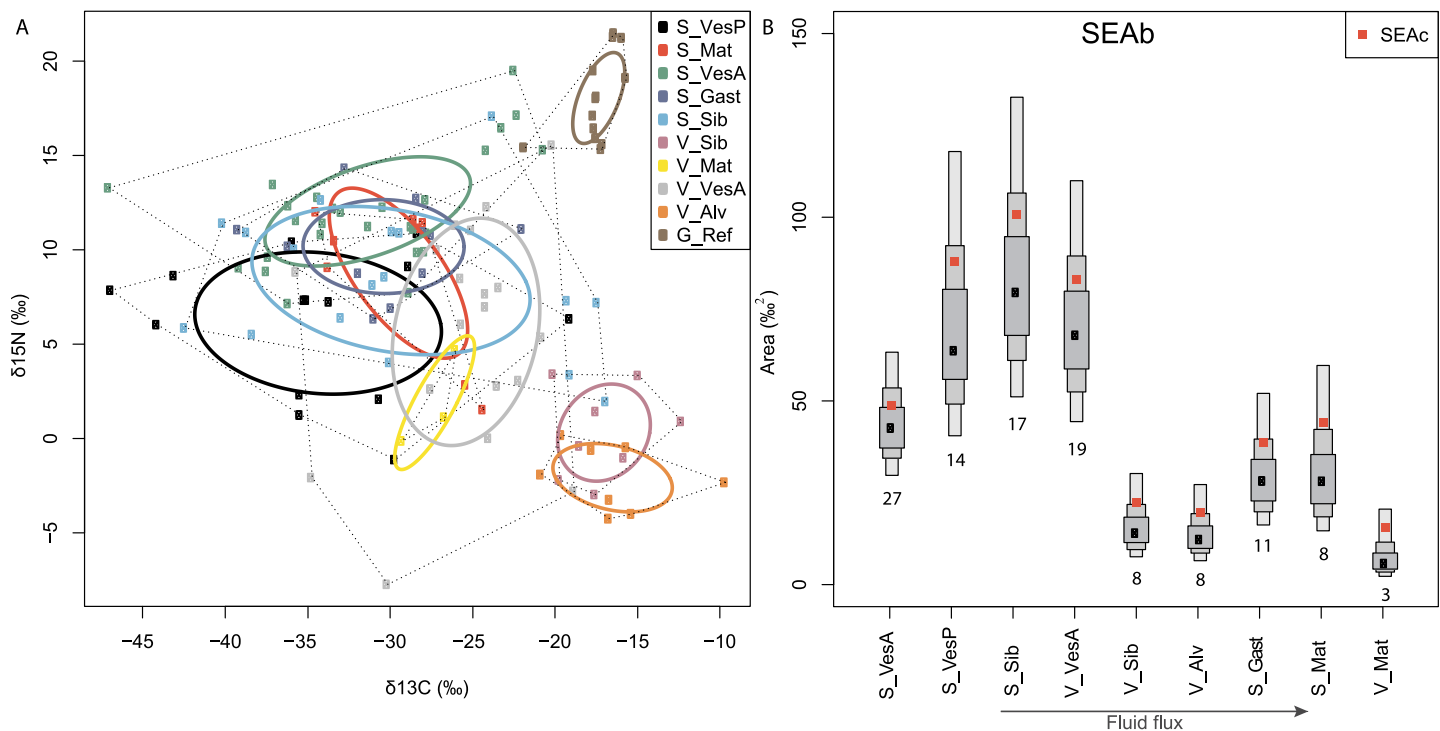 A
S_VesP
S_Mat
S_VesA
S_Gast
S_Sib
V_Sib
V_Mat
V_VesA
V_Alv
G_Ref
δ15N (‰)
20
15
10
5
0
−5
−45 −40 −35 −30 −25 −20 −15 −10
δ13C (‰)
B
SEAb
SEAc
Area (‰²)
150
100
50
0
27
14
17
19
8
8
11
8
3
S_VesA
S_VesP
S_Sib
V_VesA
V_Sib
V_Alv
S_Gast
S_Mat
V_Mat
Fluid flux